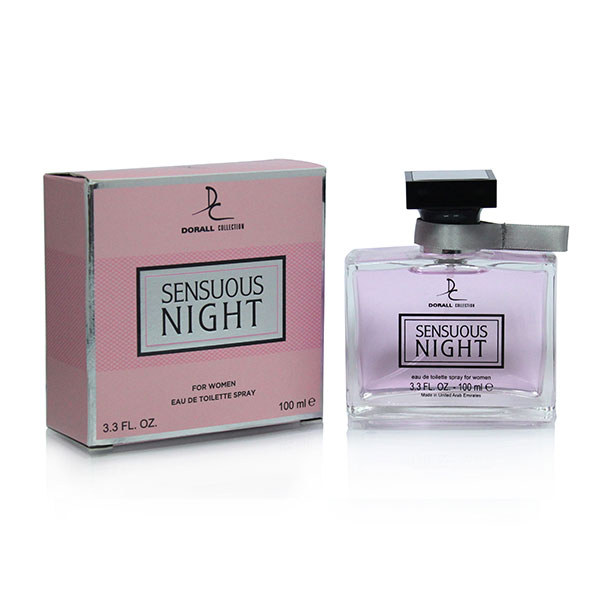 DC
DORALL COLLECTION
SENSUOUS
NIGHT
FOR WOMEN
EAU DE TOILETTE SPRAY
3.3 FL. OZ.
100 ml e
DC
DORALL COLLECTION
SENSUOUS
NIGHT
eau de toilette spray for women
3.3 FL. OZ. - 100 ml e
Made in United Arab Emirates